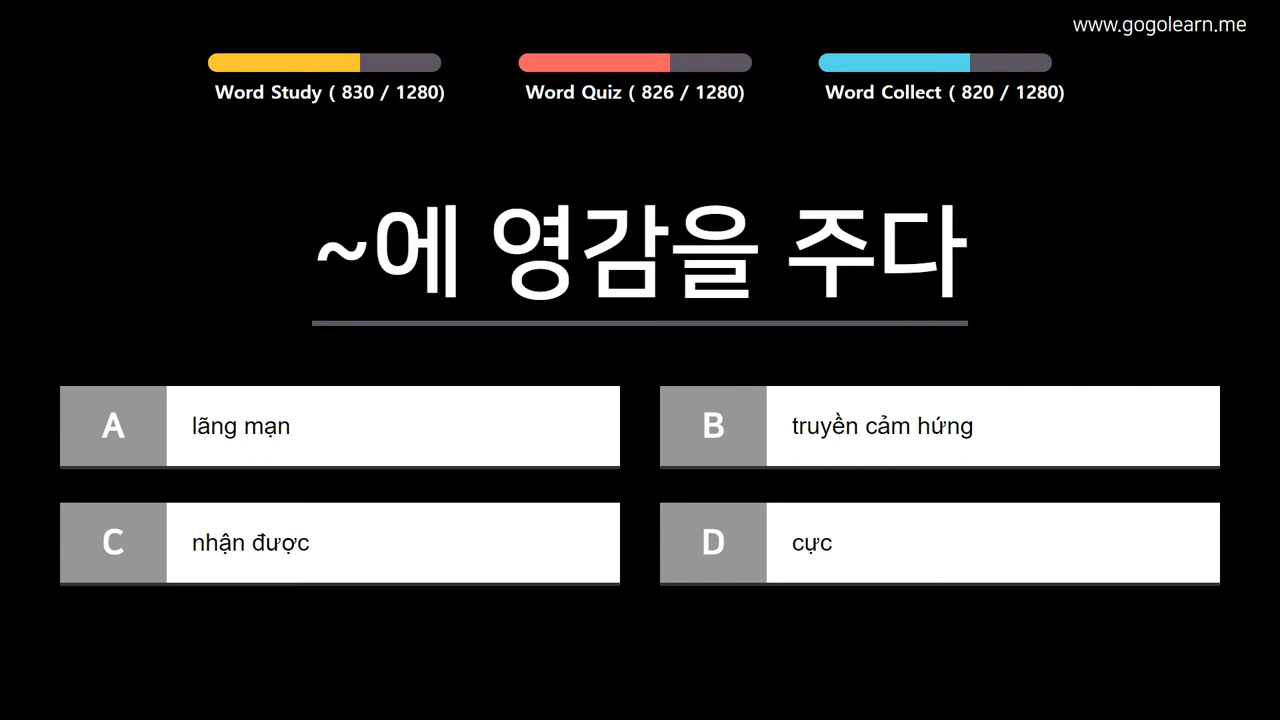 www.gogolearn.me
Word Study ( 830 / 1280)
Word Quiz ( 826 / 1280)
Word Collect ( 820 / 1280)
~에 영감을 주다
A lãng mạn
B truyền cảm hứng
C nhận được
D cực